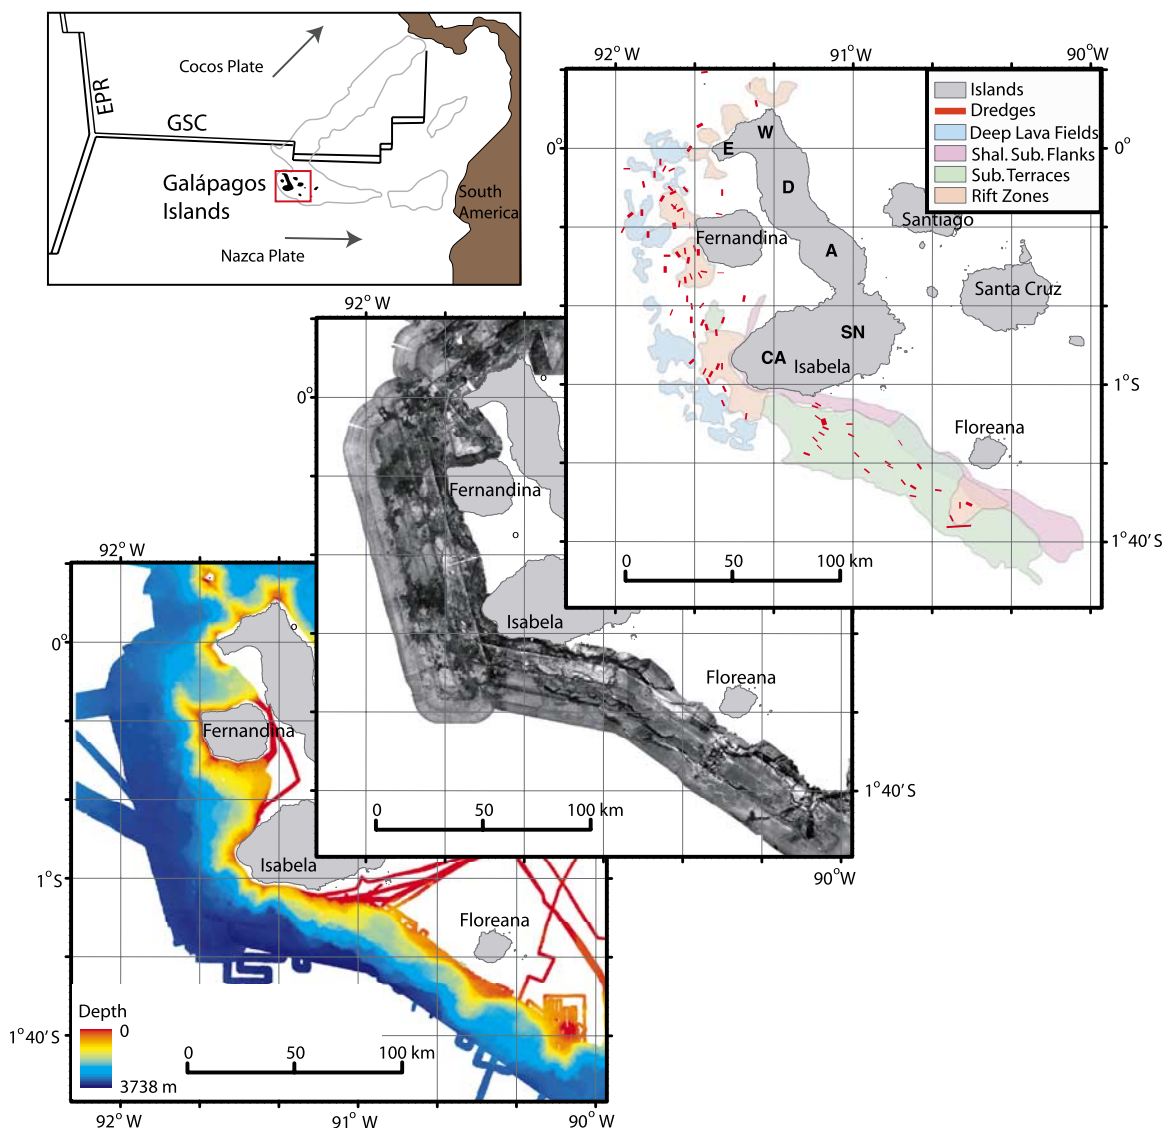 Cocos Plate
EPR
GSC
Galápagos
Islands
South
America
Nazca Plate
92° W
91° W
90° W
Islands
Dredges
Deep Lava Fields
Shal. Sub. Flanks
Sub. Terraces
Rift Zones
0°
W
E
D
Santiago
Fernandina
A
Santa Cruz
SN
CA
Isabela
1° S
Floreana
1° 40′ S
0 50 100 km
92° W
0°
Fernandina
Isabela
Floreana
1° 40′ S
0 50 100 km
90° W
92° W
0°
Fernandina
Isabela
1° S
Floreana
Depth
0
3738 m
1° 40′ S
0 50 100 km
92° W
91° W
90° W